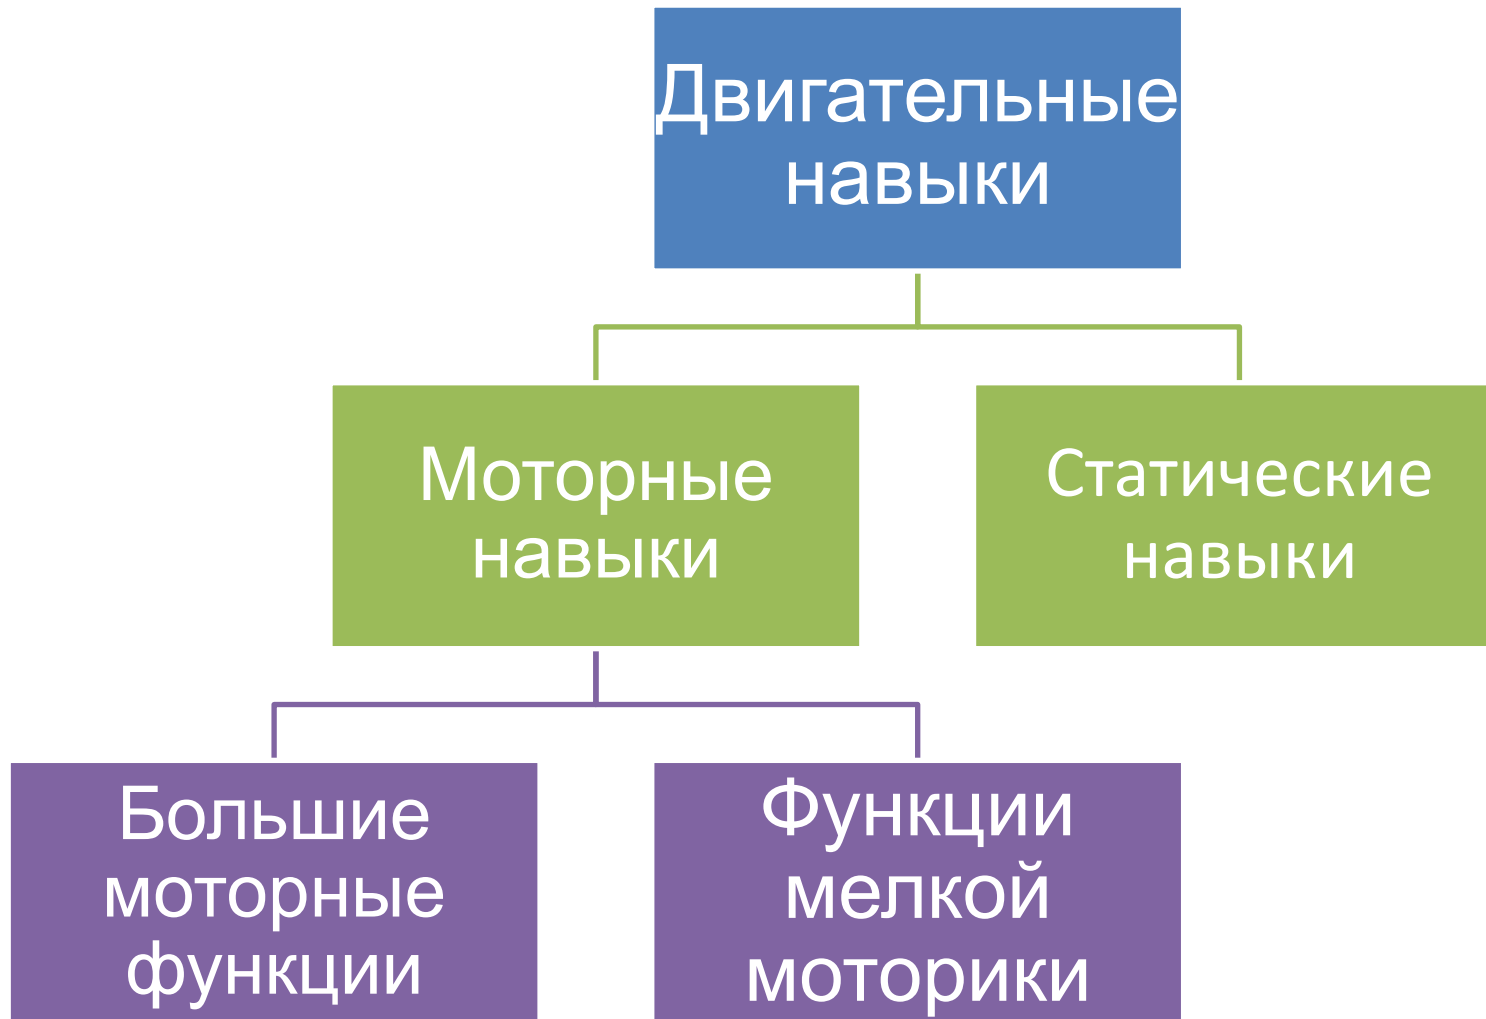 Двигательные
навыки
Моторные
навыки
Статические
навыки
Большие
моторные
функции
Функции
мелкой
моторики